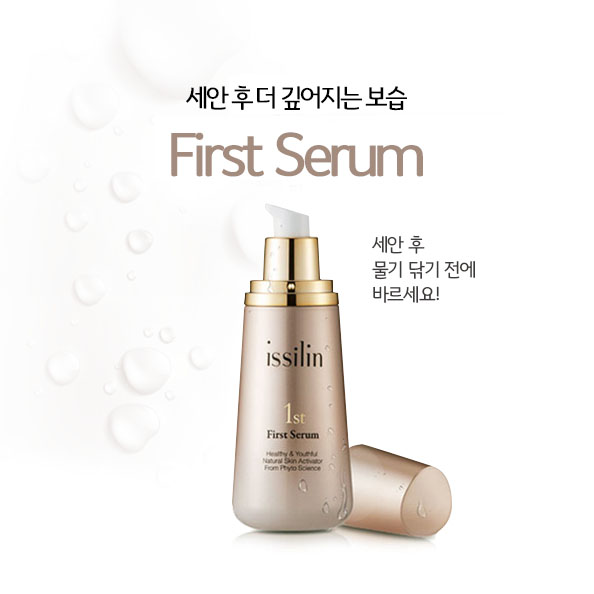 세안 후 더 깊어지는 보습
First Serum
세안 후
물기 닦기 전에
바르세요!
issilin
1st
First Serum
Healthy & Youthful
Natural Skin Activator
From Phyto Science